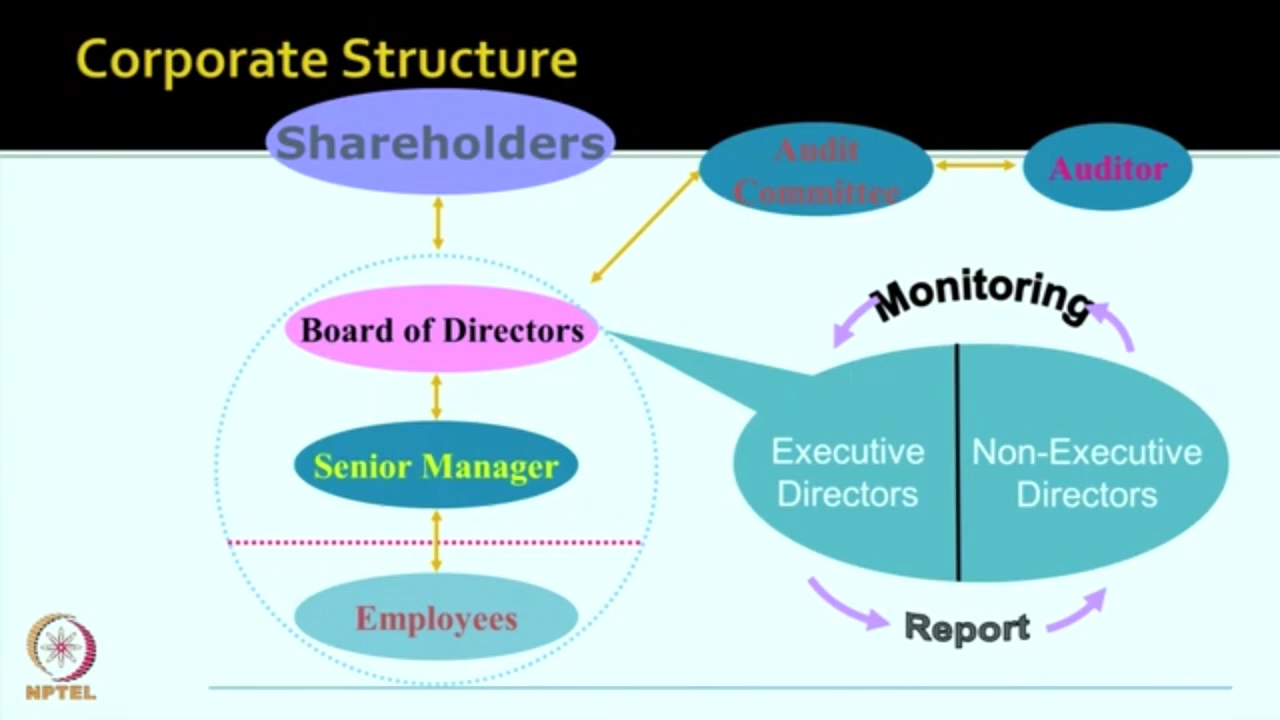 Corporate Structure
Shareholders
Audit
Committee
Auditor
Monitoring
Board of Directors
Executive
Directors
Non-Executive
Directors
Senior Manager
Employees
Report
NPTEL